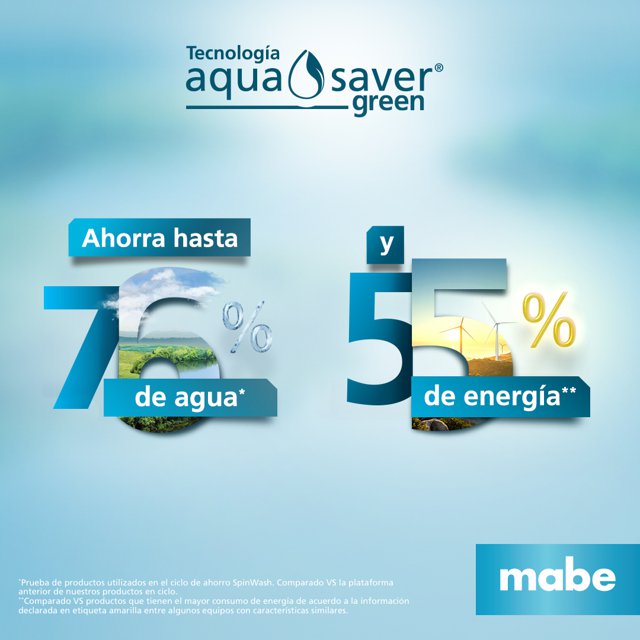 Tecnología
aqua saver®
green
Ahorra hasta
76%
de agua*
y
55%
de energía**
*Prueba de productos utilizados en el ciclo de ahorro SpinWash. Comparado VS la plataforma
anterior de nuestros productos en ciclo.
**Comparado VS productos que tienen el mayor consumo de energía de acuerdo a la información
declarada en etiqueta amarilla entre algunos equipos con características similares.
mabe